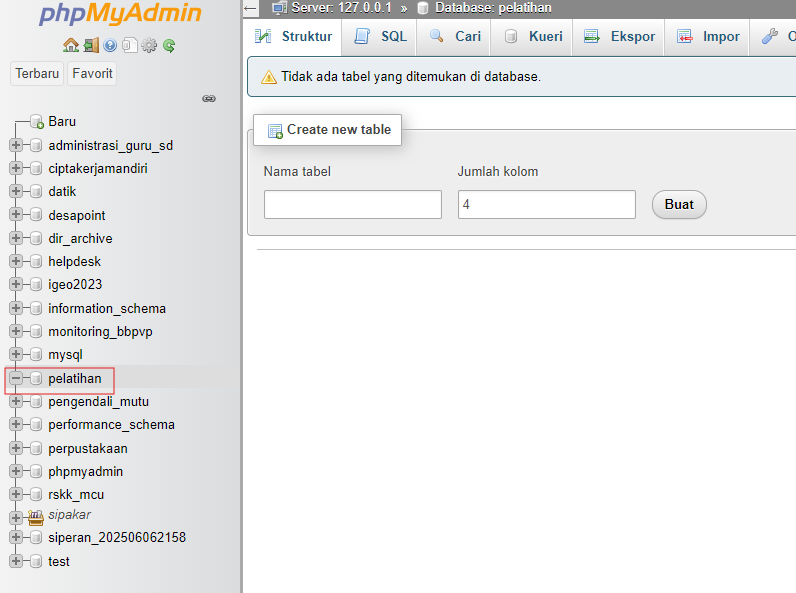 phpMyAdmin
Terbaru Favorit
Baru
administrasi_guru_sd
ciptakerjamandiri
datik
desapoint
dir_archive
helpdesk
igeo2023
information_schema
monitoring_bbpvp
mysql
pelatihan
pengendali_mutu
performance_schema
perpustakaan
phpmyadmin
rskk_mcu
sipakar
siperan_202506062158
test
← Server: 127.0.0.1 » Database: pelatihan
Struktur SQL Cari Kueri Ekspor Impor O
Tidak ada tabel yang ditemukan di database.
Create new table
Nama tabel Jumlah kolom
4 Buat